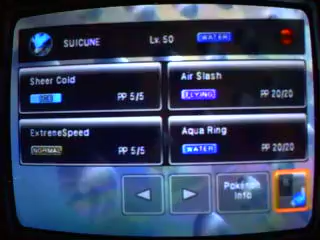 SUICUNE Lv. 50 WATER
Sheer Cold
ICE PP 5/5
Air Slash
FLYING PP 20/20
ExtremeSpeed
NORMAL PP 5/5
Aqua Ring
WATER PP 20/20
Pokémon
Info